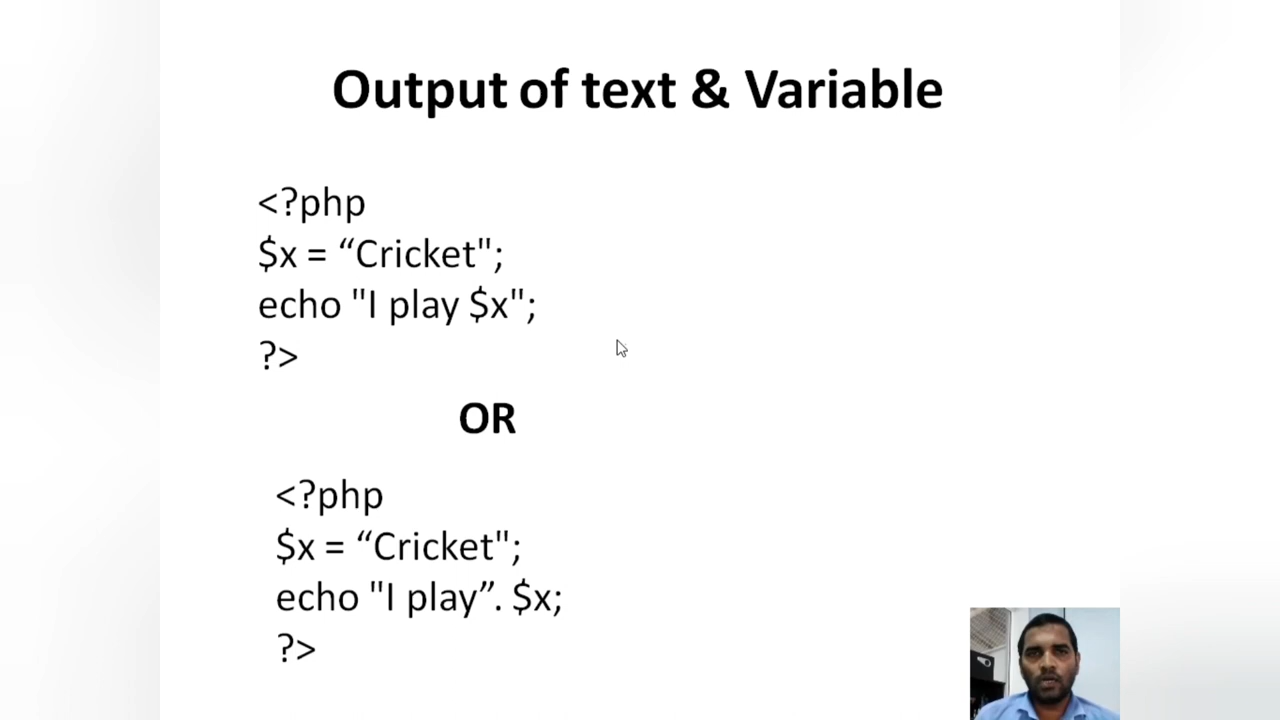 Output of text & Variable
<?php
$x = “Cricket";
echo "I play $x";
?>
OR
<?php
$x = “Cricket";
echo "I play”. $x;
?>